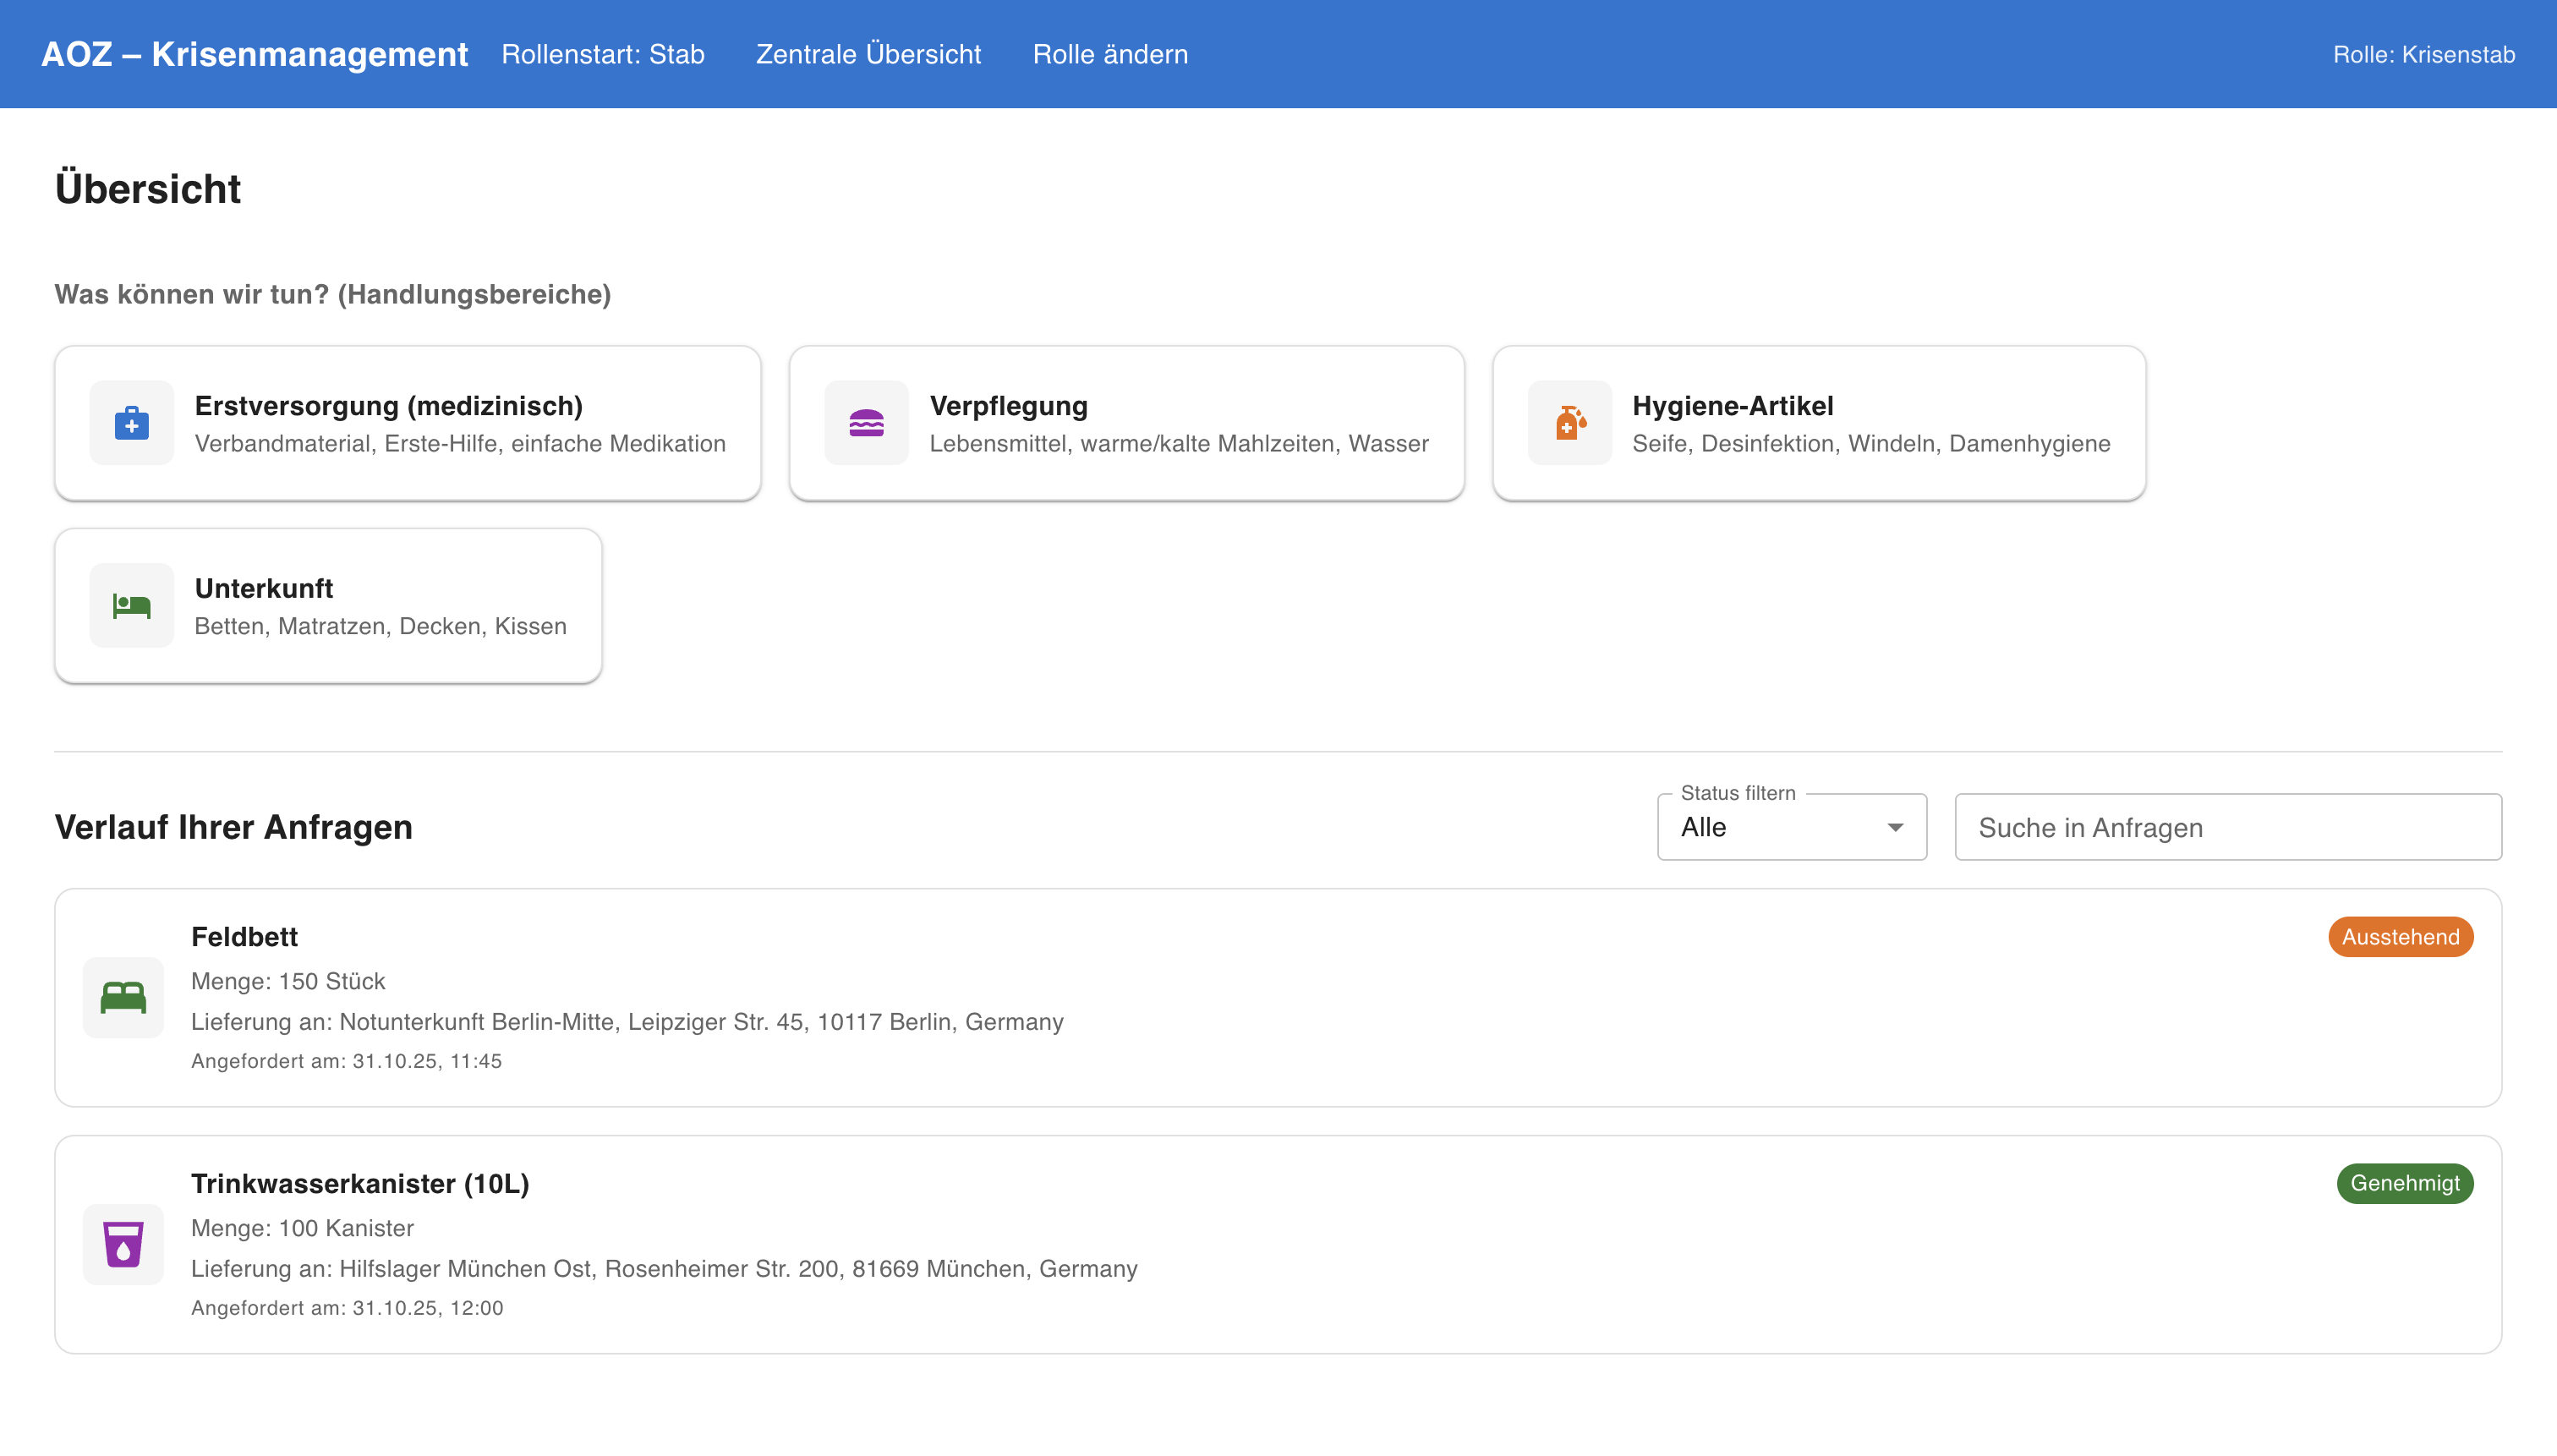 AOZ – Krisenmanagement Rollenstart: Stab Zentrale Übersicht Rolle ändern Rolle: Krisenstab
Übersicht
Was können wir tun? (Handlungsbereiche)
Erstversorgung (medizinisch)
Verbandmaterial, Erste-Hilfe, einfache Medikation
Verpflegung
Lebensmittel, warme/kalte Mahlzeiten, Wasser
Hygiene-Artikel
Seife, Desinfektion, Windeln, Damenhygiene
Unterkunft
Betten, Matratzen, Decken, Kissen
Verlauf Ihrer Anfragen
Status filtern
Alle
Suche in Anfragen
Feldbett
Ausstehend
Menge: 150 Stück
Lieferung an: Notunterkunft Berlin-Mitte, Leipziger Str. 45, 10117 Berlin, Germany
Angefordert am: 31.10.25, 11:45
Trinkwasserkanister (10L)
Genehmigt
Menge: 100 Kanister
Lieferung an: Hilfslager München Ost, Rosenheimer Str. 200, 81669 München, Germany
Angefordert am: 31.10.25, 12:00